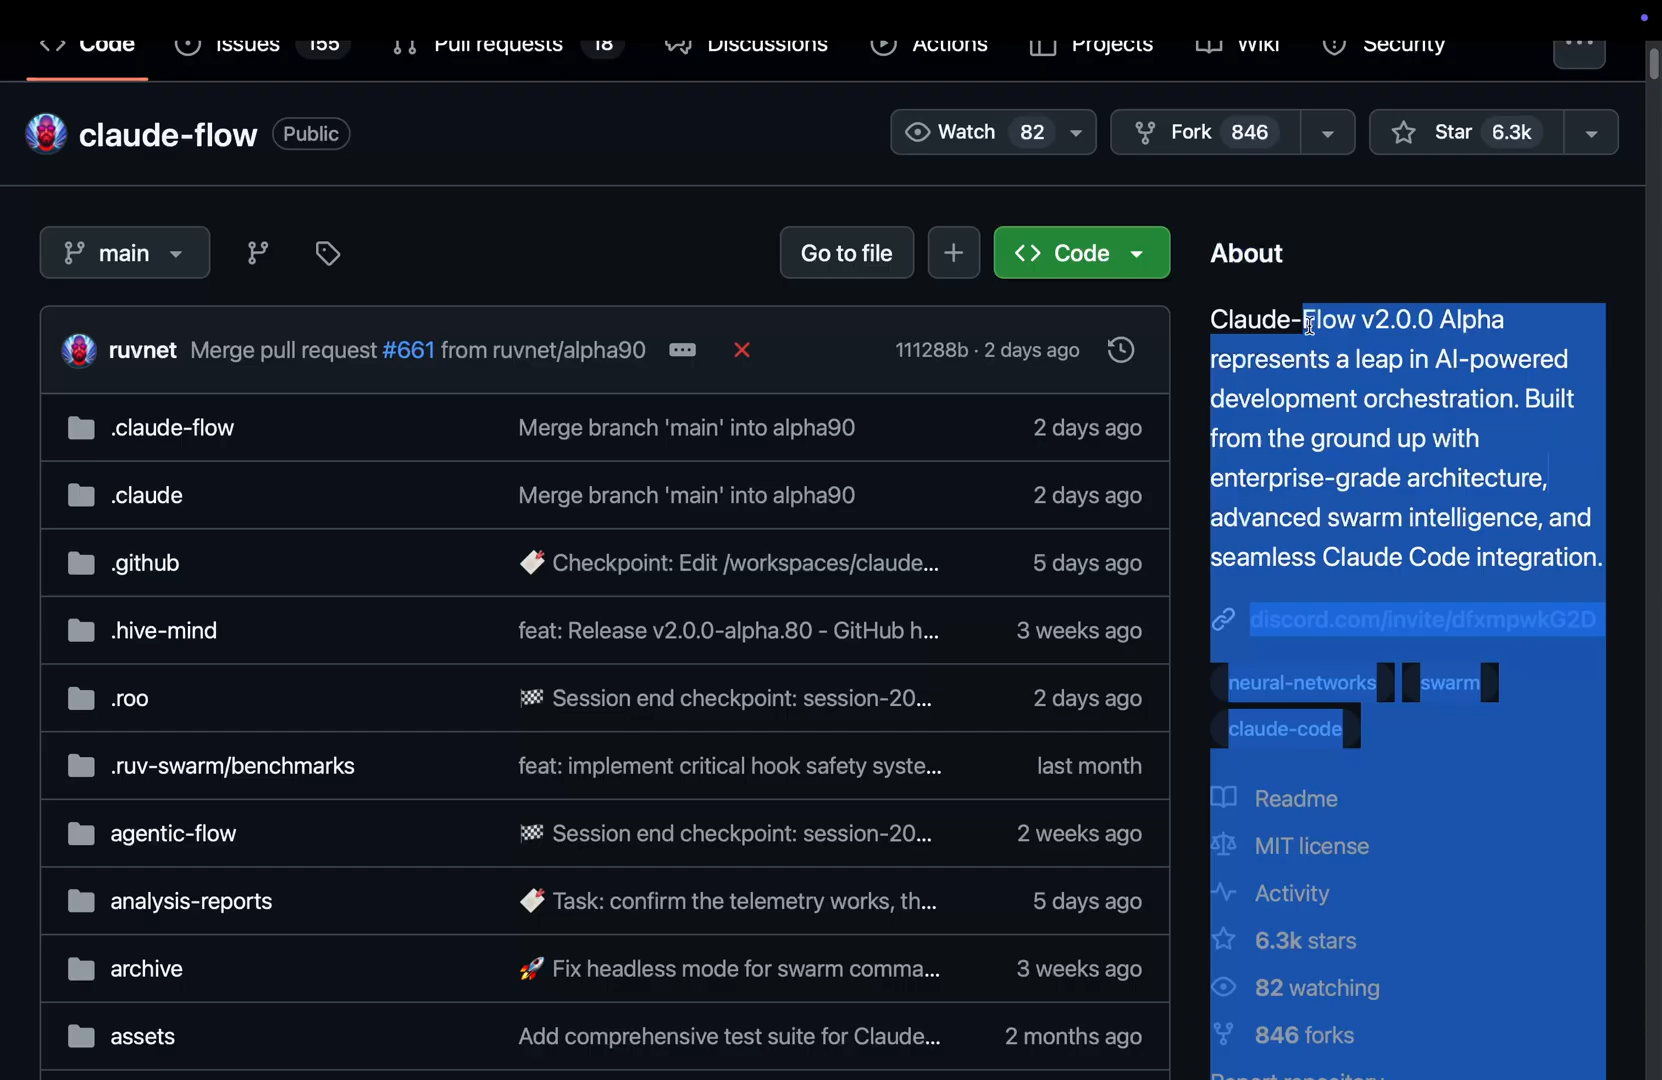 Code Issues 155 Pull requests 18 Discussions Actions Projects Wiki Security
claude-flow Public
Watch 82 Fork 846 Star 6.3k
main Go to file Code
ruvnet Merge pull request #661 from ruvnet/alpha90 111288b · 2 days ago
.claude-flow Merge branch 'main' into alpha90 2 days ago
.claude Merge branch 'main' into alpha90 2 days ago
.github Checkpoint: Edit /workspaces/claude... 5 days ago
.hive-mind feat: Release v2.0.0-alpha.80 - GitHub h... 3 weeks ago
.roo Session end checkpoint: session-20... 2 days ago
.ruv-swarm/benchmarks feat: implement critical hook safety syste... last month
agentic-flow Session end checkpoint: session-20... 2 weeks ago
analysis-reports Task: confirm the telemetry works, th... 5 days ago
archive Fix headless mode for swarm comma... 3 weeks ago
assets Add comprehensive test suite for Claude... 2 months ago
About
Claude-Flow v2.0.0 Alpha
represents a leap in AI-powered
development orchestration. Built
from the ground up with
enterprise-grade architecture,
advanced swarm intelligence, and
seamless Claude Code integration.
discord.com/invite/dfxmpwkG2D
neural-networks swarm
claude-code
Readme
MIT license
Activity
6.3k stars
82 watching
846 forks
Report repository